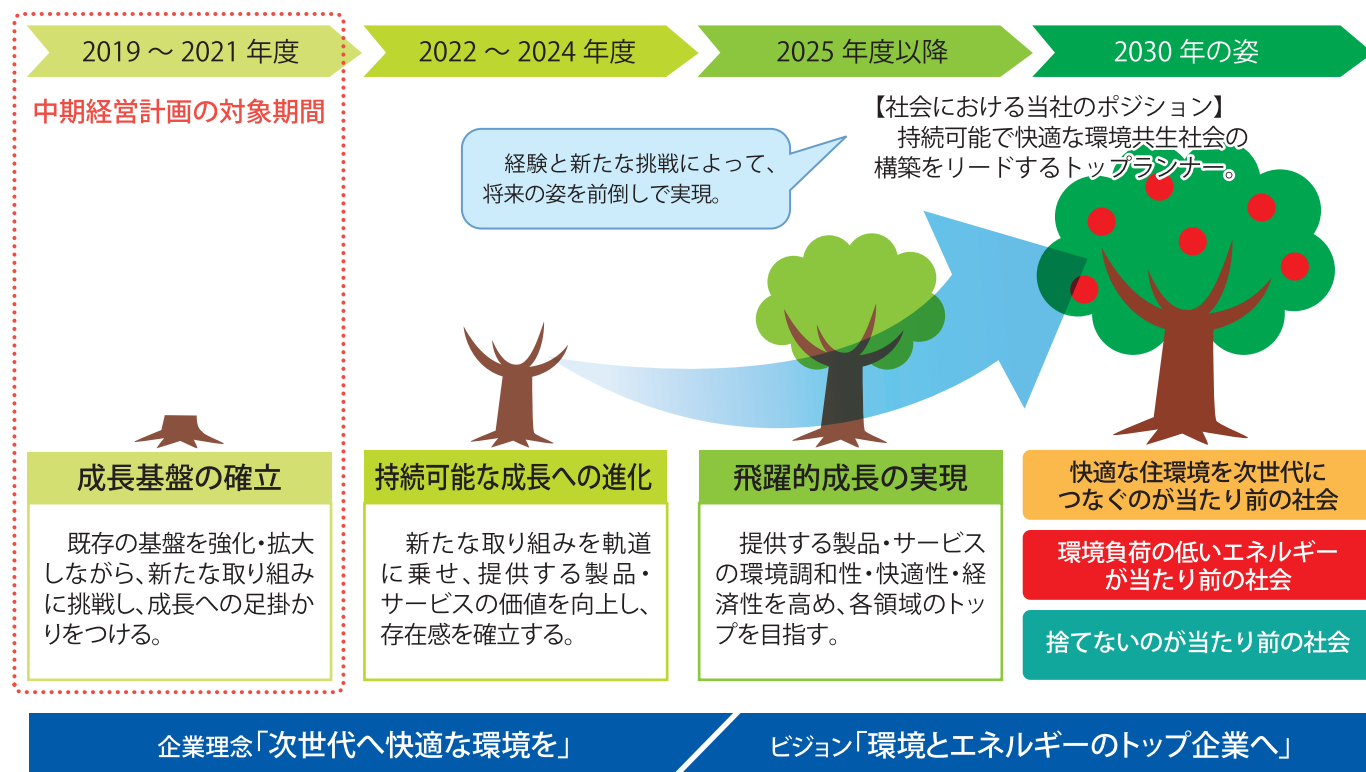 2019 ～ 2021 年度
2022 ～ 2024 年度
2025 年度以降
2030 年の姿
中期経営計画の対象期間
【社会における当社のポジション】
持続可能で快適な環境共生社会の
構築をリードするトップランナー。
経験と新たな挑戦によって、
将来の姿を前倒しで実現。
成長基盤の確立
既存の基盤を強化・拡大
しながら、新たな取り組み
に挑戦し、成長への足掛か
りをつける。
持続可能な成長への進化
新たな取り組みを軌道
に乗せ、提供する製品・
サービスの価値を向上し、
存在感を確立する。
飛躍的成長の実現
提供する製品・サービス
の環境調和性・快適性・経
済性を高め、各領域のトッ
プを目指す。
快適な住環境を次世代に
つなぐのが当たり前の社会
環境負荷の低いエネルギー
が当たり前の社会
捨てないのが当たり前の社会
企業理念「次世代へ快適な環境を」
ビジョン「環境とエネルギーのトップ企業へ」